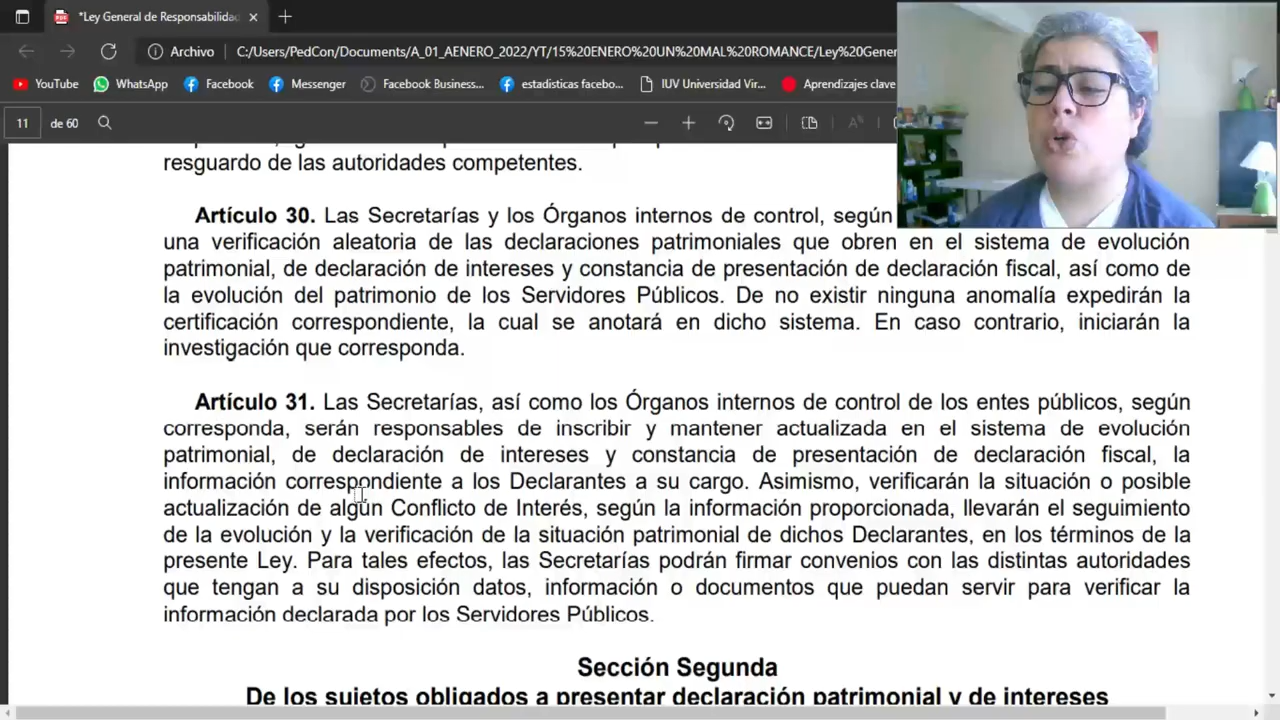 *Ley General de Responsabilidad
Archivo
C:/Users/PedCon/Documents/A_01_AENERO_2022/YT/15%20ENERO%20UN%20MAL%20ROMANCE/Ley%20Gener
YouTube WhatsApp Facebook Messenger Facebook Business... estadisticas facebo... IUV Universidad Vir... Aprendizajes clave
11 de 60
resguardo de las autoridades competentes.
Artículo 30. Las Secretarías y los Órganos internos de control, según
una verificación aleatoria de las declaraciones patrimoniales que obren en el sistema de evolución
patrimonial, de declaración de intereses y constancia de presentación de declaración fiscal, así como de
la evolución del patrimonio de los Servidores Públicos. De no existir ninguna anomalía expedirán la
certificación correspondiente, la cual se anotará en dicho sistema. En caso contrario, iniciarán la
investigación que corresponda.
Artículo 31. Las Secretarías, así como los Órganos internos de control de los entes públicos, según
corresponda, serán responsables de inscribir y mantener actualizada en el sistema de evolución
patrimonial, de declaración de intereses y constancia de presentación de declaración fiscal, la
información correspondiente a los Declarantes a su cargo. Asimismo, verificarán la situación o posible
actualización de algún Conflicto de Interés, según la información proporcionada, llevarán el seguimiento
de la evolución y la verificación de la situación patrimonial de dichos Declarantes, en los términos de la
presente Ley. Para tales efectos, las Secretarías podrán firmar convenios con las distintas autoridades
que tengan a su disposición datos, información o documentos que puedan servir para verificar la
información declarada por los Servidores Públicos.
Sección Segunda
De los sujetos obligados a presentar declaración patrimonial y de intereses